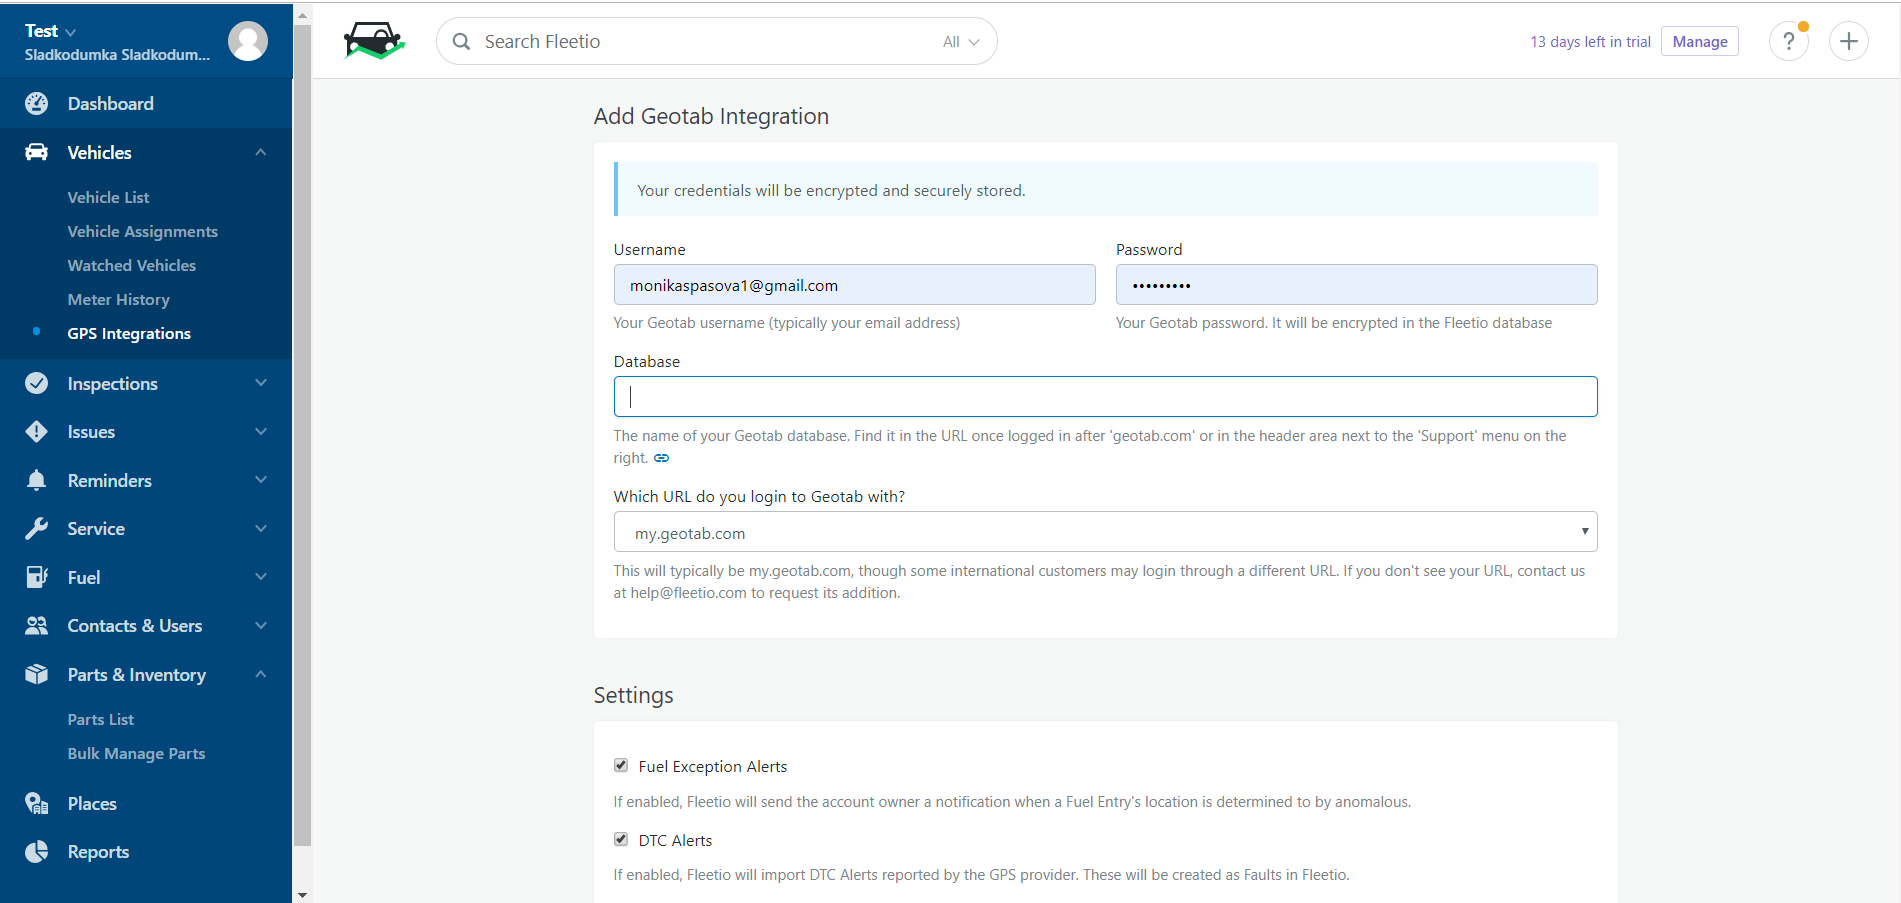 Test
Sladkodumka Sladkodum...
Dashboard
Vehicles
Vehicle List
Vehicle Assignments
Watched Vehicles
Meter History
GPS Integrations
Inspections
Issues
Reminders
Service
Fuel
Contacts & Users
Parts & Inventory
Parts List
Bulk Manage Parts
Places
Reports
Search Fleetio
All
13 days left in trial
Manage
?
Add Geotab Integration
Your credentials will be encrypted and securely stored.
Username
Password
monikaspasova1@gmail.com
•••••••••
Your Geotab username (typically your email address)
Your Geotab password. It will be encrypted in the Fleetio database
Database
The name of your Geotab database. Find it in the URL once logged in after 'geotab.com' or in the header area next to the 'Support' menu on the
right.
Which URL do you login to Geotab with?
my.geotab.com
This will typically be my.geotab.com, though some international customers may login through a different URL. If you don't see your URL, contact us
at help@fleetio.com to request its addition.
Settings
Fuel Exception Alerts
If enabled, Fleetio will send the account owner a notification when a Fuel Entry's location is determined to by anomalous.
DTC Alerts
If enabled, Fleetio will import DTC Alerts reported by the GPS provider. These will be created as Faults in Fleetio.